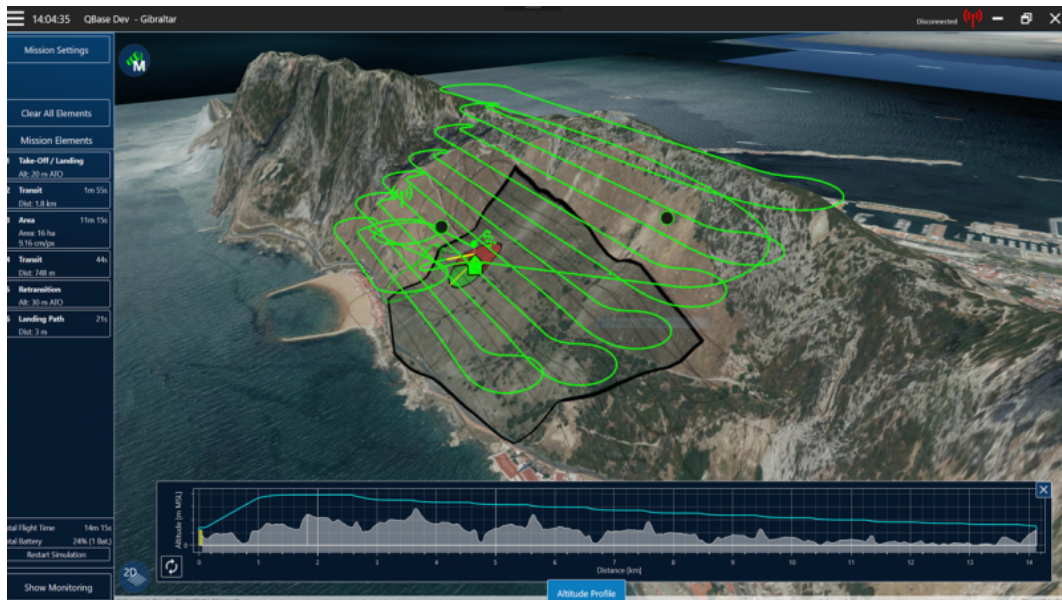 14:04:35 QBase Dev - Gibraltar
Disconnected
Mission Settings
Clear All Elements
Mission Elements
Take-Off / Landing
Alt: 20 m ATO
2 Transit 1m 55s
Dist: 1.8 km
Area 11m 15s
Area: 16 ha
9.16 cm/px
Transit 44s
Dist: 748 m
Retransition
Alt: 30 m ATO
Landing Path 21s
Dist: 3 m
tal Flight Time 14m 15s
tal Battery 24% (1 Bat.)
Restart Simulation
Show Monitoring
M
2D
Altitude [m MSL]
0
0 1 2 3 4 5 6 7 8 9 10 11 12 13 14
Distance [km]
Altitude Profile